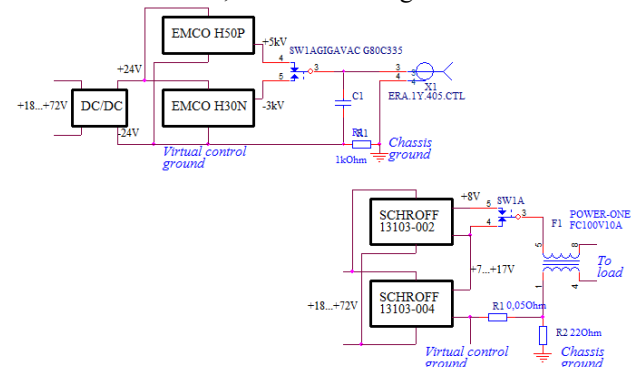 EMCO H50P
+5kV
SW1AGIGAVAC G80C335
4
3
3
5
4
X1
+24V
+18...+72V
DC/DC
EMCO H30N
-3kV
C1
ERA.1Y.405.CTL
-24V
R1
1kOhm
Virtual control
ground
Chassis
ground
+8V
SW1A
5
3
4
SCHROFF
13103-002
F1
POWER-ONE
FC100V10A
5
8
To
load
+7...+17V
+18...+72V
SCHROFF
13103-004
1
4
R1 0,05Ohm
R2 22Ohm
Virtual control
ground
Chassis
ground